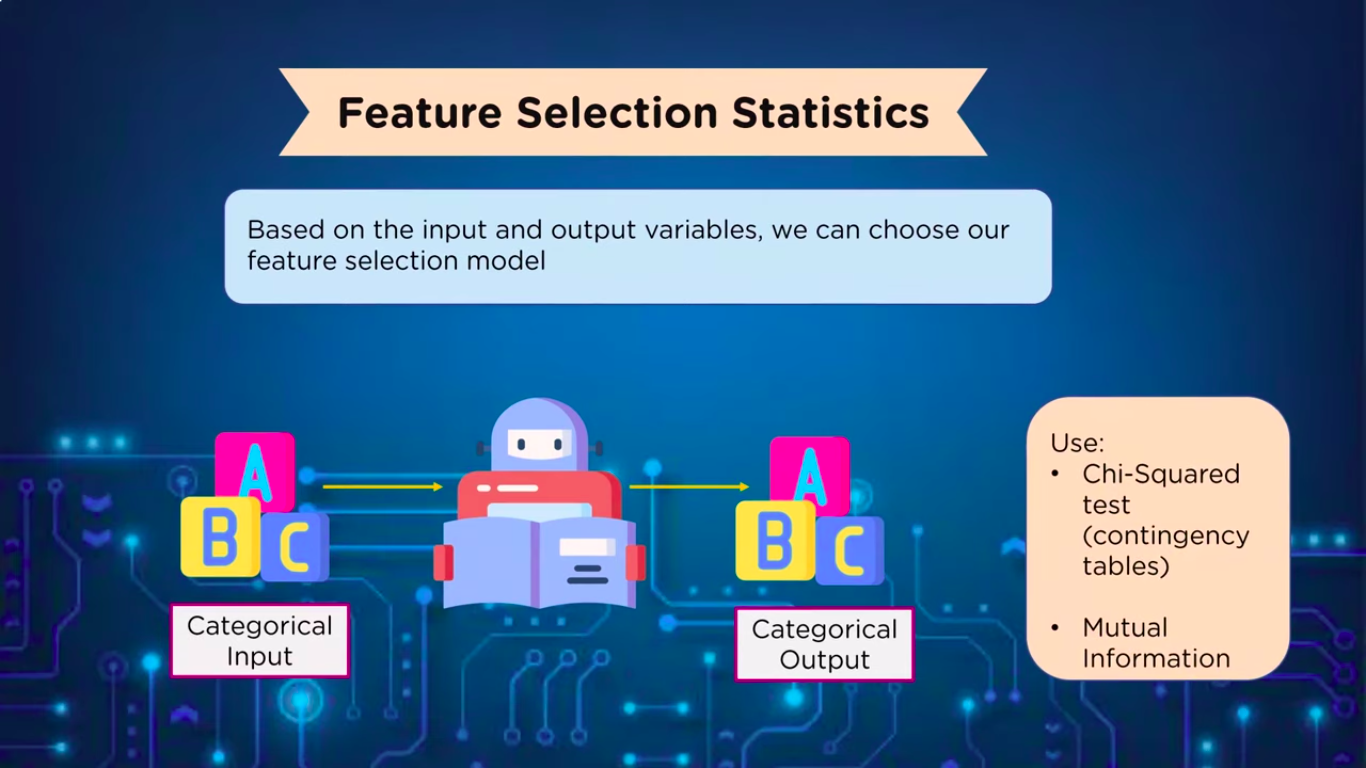 Feature Selection Statistics
Based on the input and output variables, we can choose our
feature selection model
A
B C
Categorical
Input
A
B C
Categorical
Output
Use:
• Chi-Squared
test
(contingency
tables)
• Mutual
Information